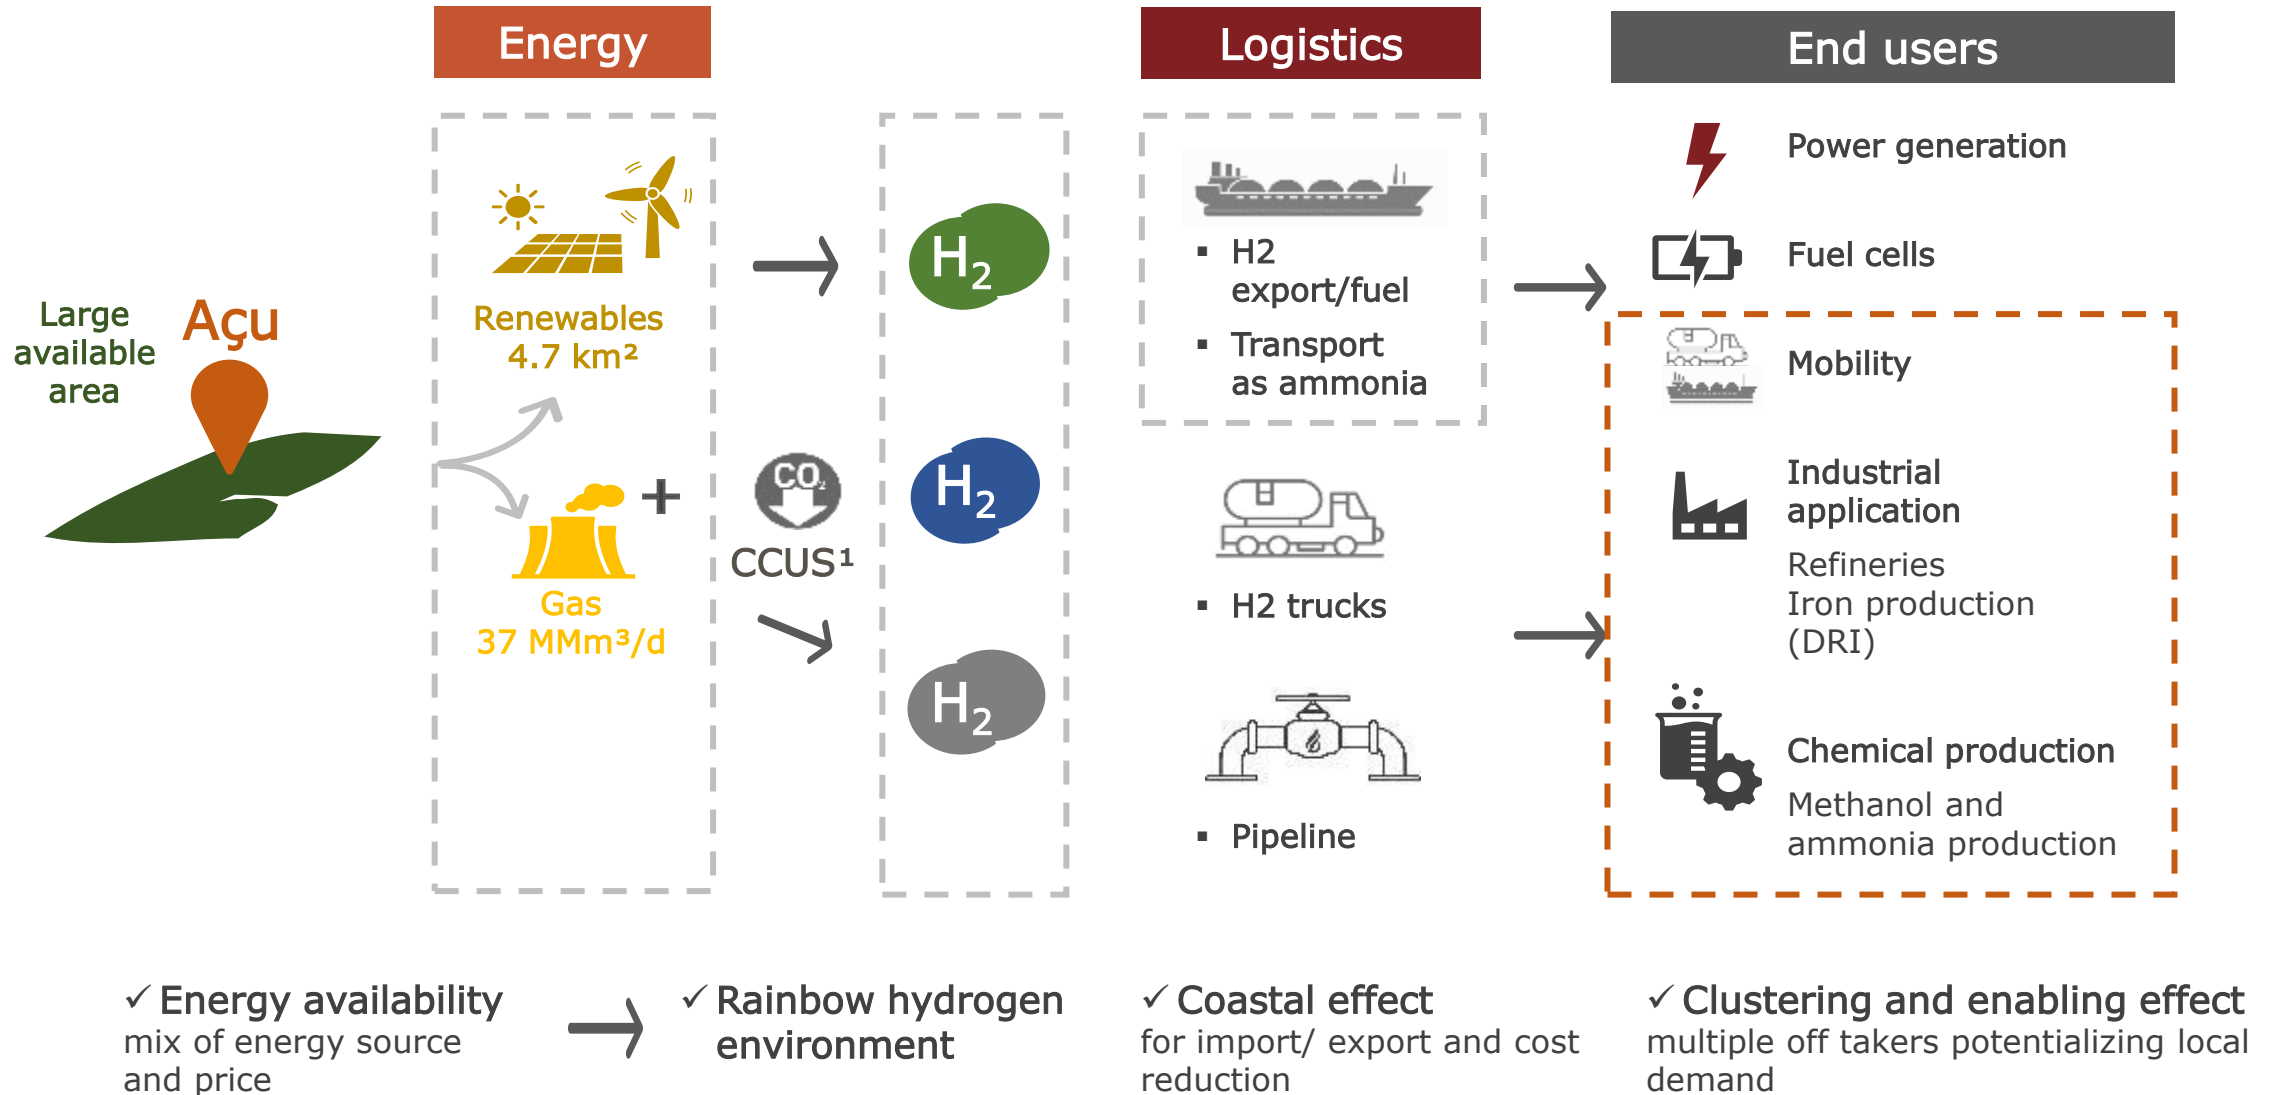 Energy
Logistics
End users
Large
available
area
Açu
Renewables
4.7 km²
Gas
37 MMm³/d
+
CO₂
CCUS¹
H₂
H₂
H₂
▪ H2
export/fuel
▪ Transport
as ammonia
▪ H2 trucks
▪ Pipeline
Power generation
Fuel cells
Mobility
Industrial
application
Refineries
Iron production
(DRI)
Chemical production
Methanol and
ammonia production
✓ Energy availability
mix of energy source
and price
✓ Rainbow hydrogen
environment
✓ Coastal effect
for import/ export and cost
reduction
✓ Clustering and enabling effect
multiple off takers potentializing local
demand